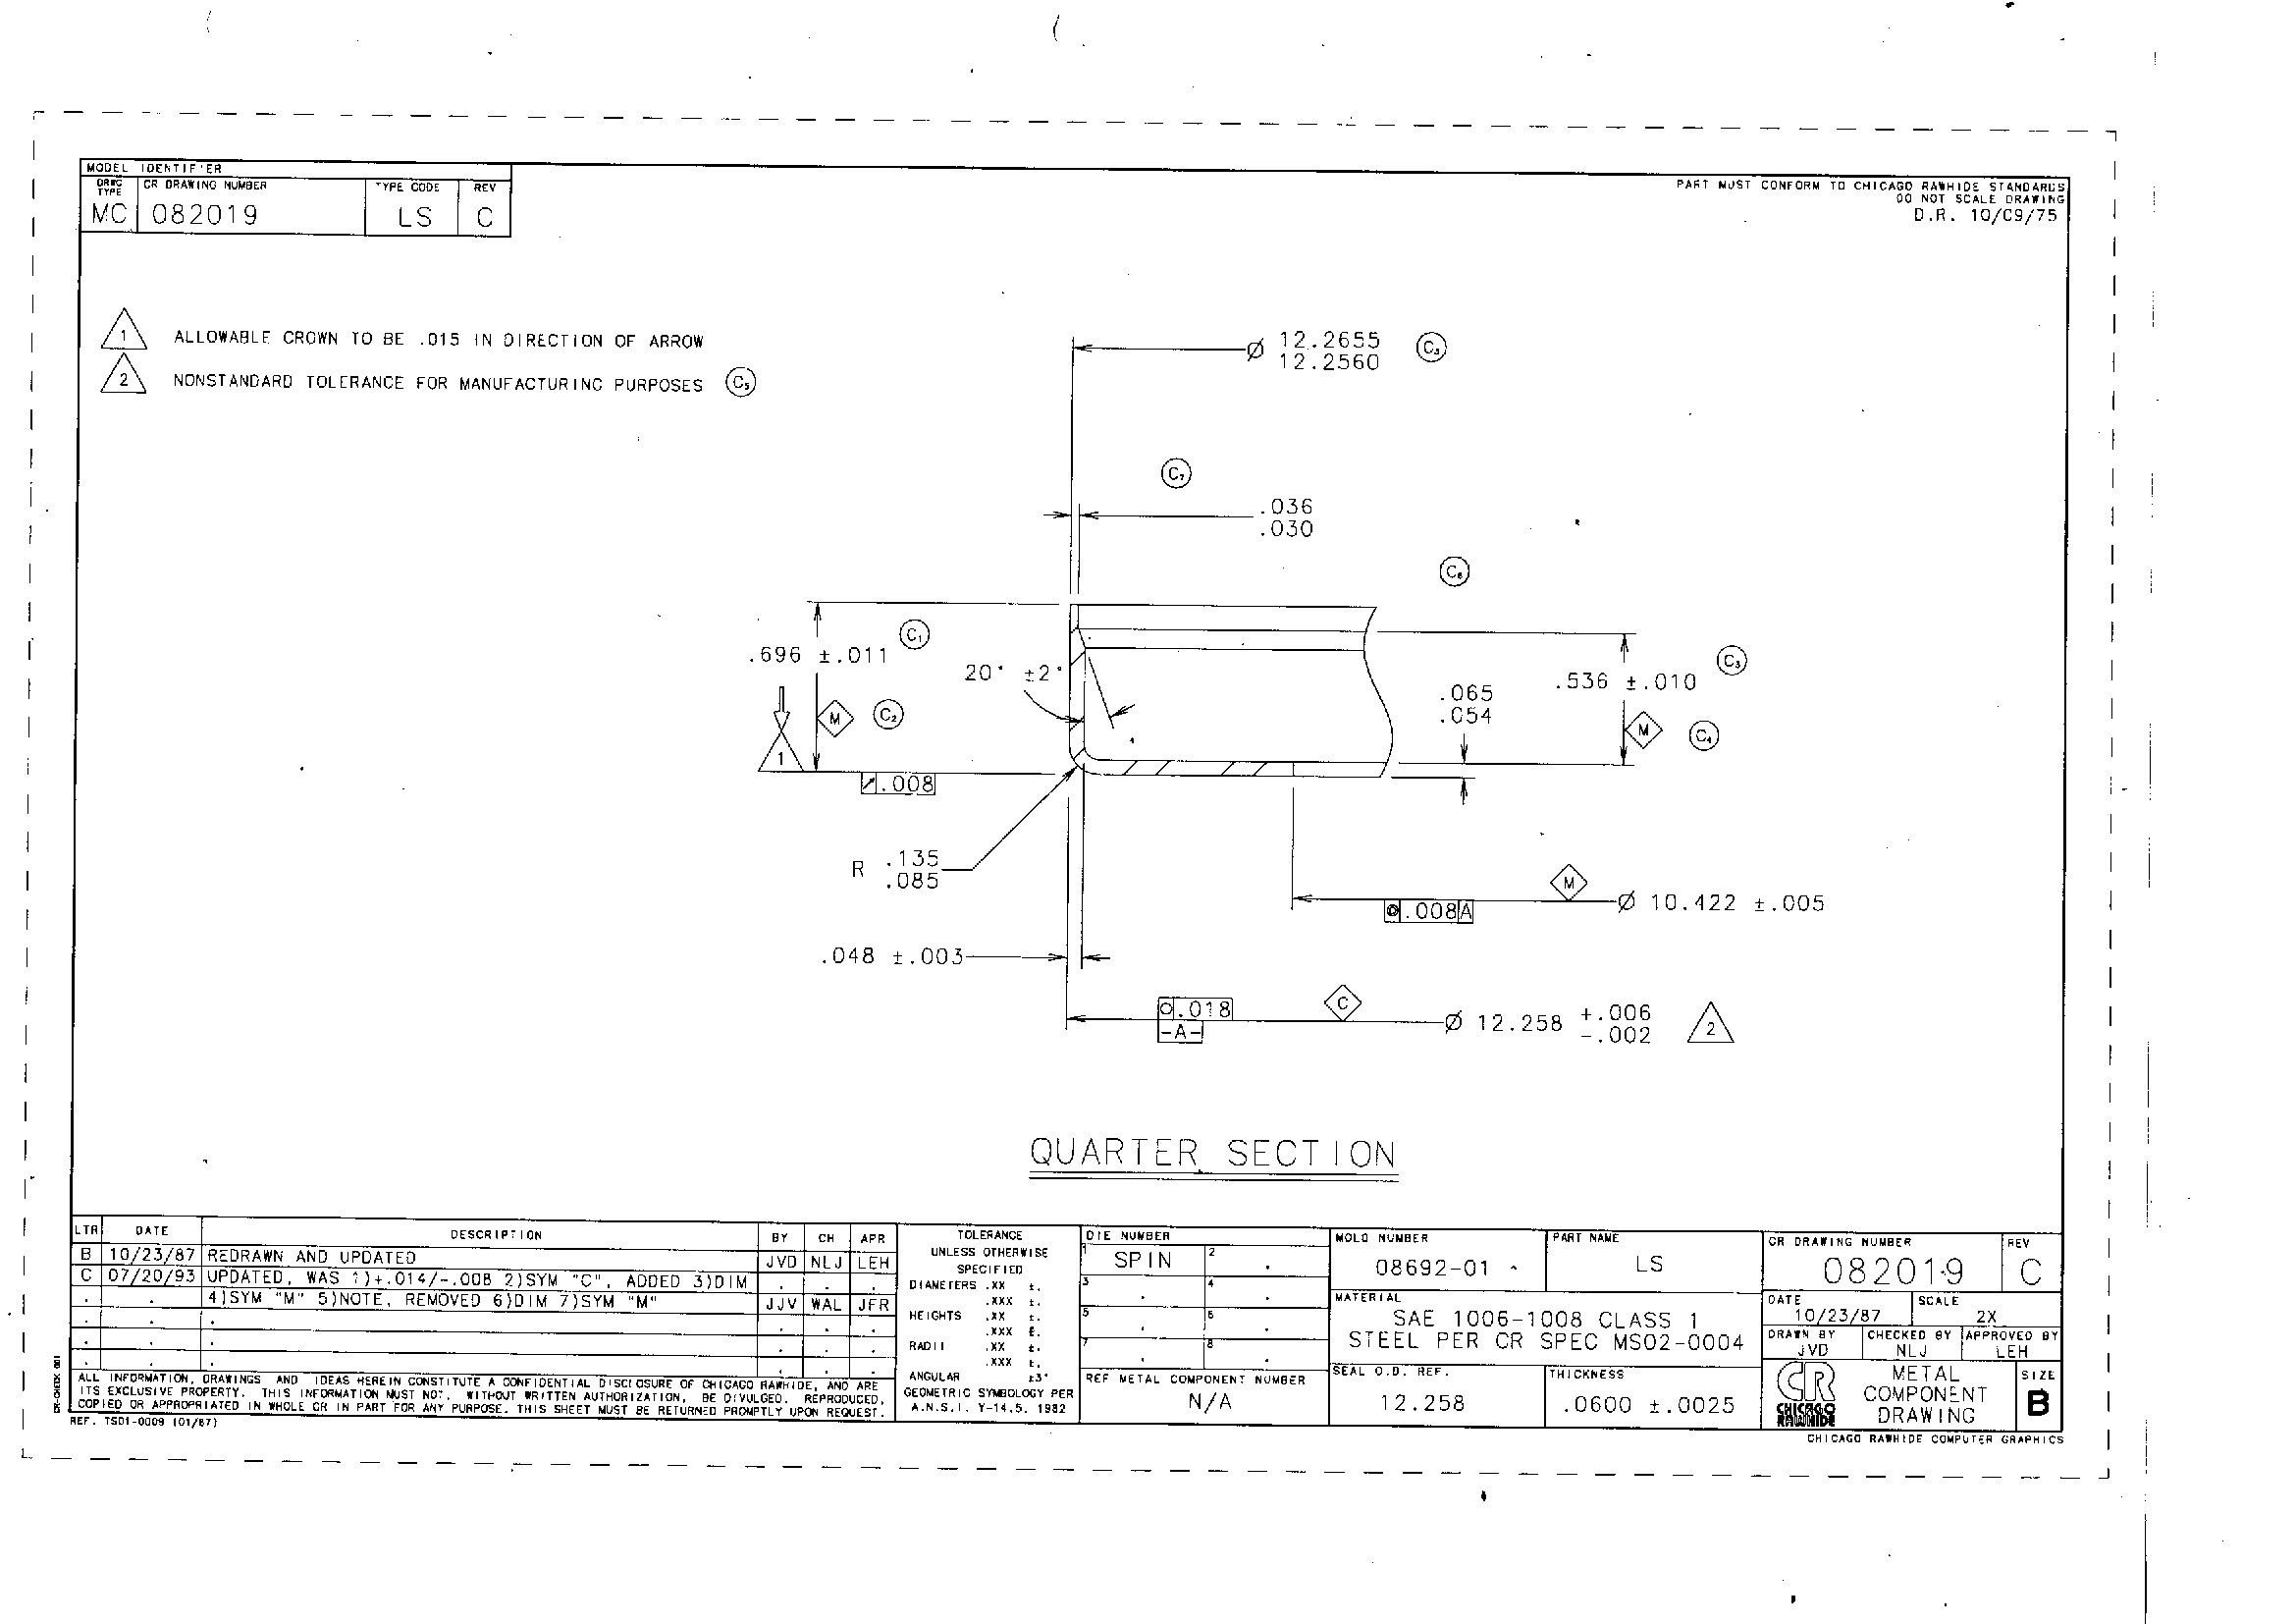 MODEL IDENTIFIER
DRWG TYPE
CR DRAWING NUMBER
TYPE CODE
REV
MC
082019
LS
C
PART MUST CONFORM TO CHICAGO RAWHIDE STANDARDS
DO NOT SCALE DRAWING
D.R. 10/09/75
1 ALLOWABLE CROWN TO BE .015 IN DIRECTION OF ARROW
2 NONSTANDARD TOLERANCE FOR MANUFACTURING PURPOSES C5
Ø 12.2655 C3
12.2560
C7
.036
.030
C6
C1
.696 ±.011
20° ±2°
C3
.536 ±.010
.065
.054
M C2
M C4
1
.008
R .135
.085
M
.008 A
Ø 10.422 ±.005
.048 ±.003
.018
-A-
C
Ø 12.258 +.006
-.002
2
QUARTER SECTION
LTR DATE DESCRIPTION BY CH APR
B 10/23/87 REDRAWN AND UPDATED JVD NLJ LEH
C 07/20/93 UPDATED, WAS 1)+.014/-.008 2)SYM "C", ADDED 3)DIM
4)SYM "M" 5)NOTE, REMOVED 6)DIM 7)SYM "M" JJV WAL JFR
ALL INFORMATION, DRAWINGS AND IDEAS HEREIN CONSTITUTE A CONFIDENTIAL DISCLOSURE OF CHICAGO RAWHIDE, AND ARE
ITS EXCLUSIVE PROPERTY. THIS INFORMATION MUST NOT, WITHOUT WRITTEN AUTHORIZATION, BE DIVULGED, REPRODUCED,
COPIED OR APPROPRIATED IN WHOLE OR IN PART FOR ANY PURPOSE. THIS SHEET MUST BE RETURNED PROMPTLY UPON REQUEST.
REF. TSD1-0009 (01/87)
CR-CHECK 001
TOLERANCE
UNLESS OTHERWISE
SPECIFIED
DIAMETERS .XX ±.
.XXX ±.
HEIGHTS .XX ±.
.XXX ±.
RADII .XX ±.
.XXX ±.
ANGULAR ±3°
GEOMETRIC SYMBOLOGY PER
A.N.S.I. Y-14.5, 1982
DIE NUMBER
1 SPIN 2
3 4
5 6
7 8
REF METAL COMPONENT NUMBER
N/A
MOLD NUMBER
08692-01
PART NAME
LS
MATERIAL
SAE 1006-1008 CLASS 1
STEEL PER CR SPEC MS02-0004
SEAL O.D. REF.
12.258
THICKNESS
.0600 ±.0025
CR DRAWING NUMBER
082019
REV
C
DATE
10/23/87
SCALE
2X
DRAWN BY
JVD
CHECKED BY
NLJ
APPROVED BY
LEH
CR
CHICAGO
RAWHIDE
METAL
COMPONENT
DRAWING
SIZE
B
CHICAGO RAWHIDE COMPUTER GRAPHICS